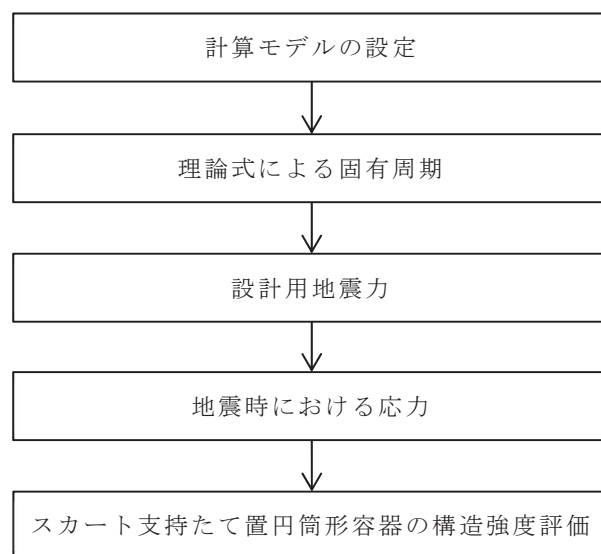 計算モデルの設定
理論式による固有周期
設計用地震力
地震時における応力
スカート支持たて置円筒形容器の構造強度評価